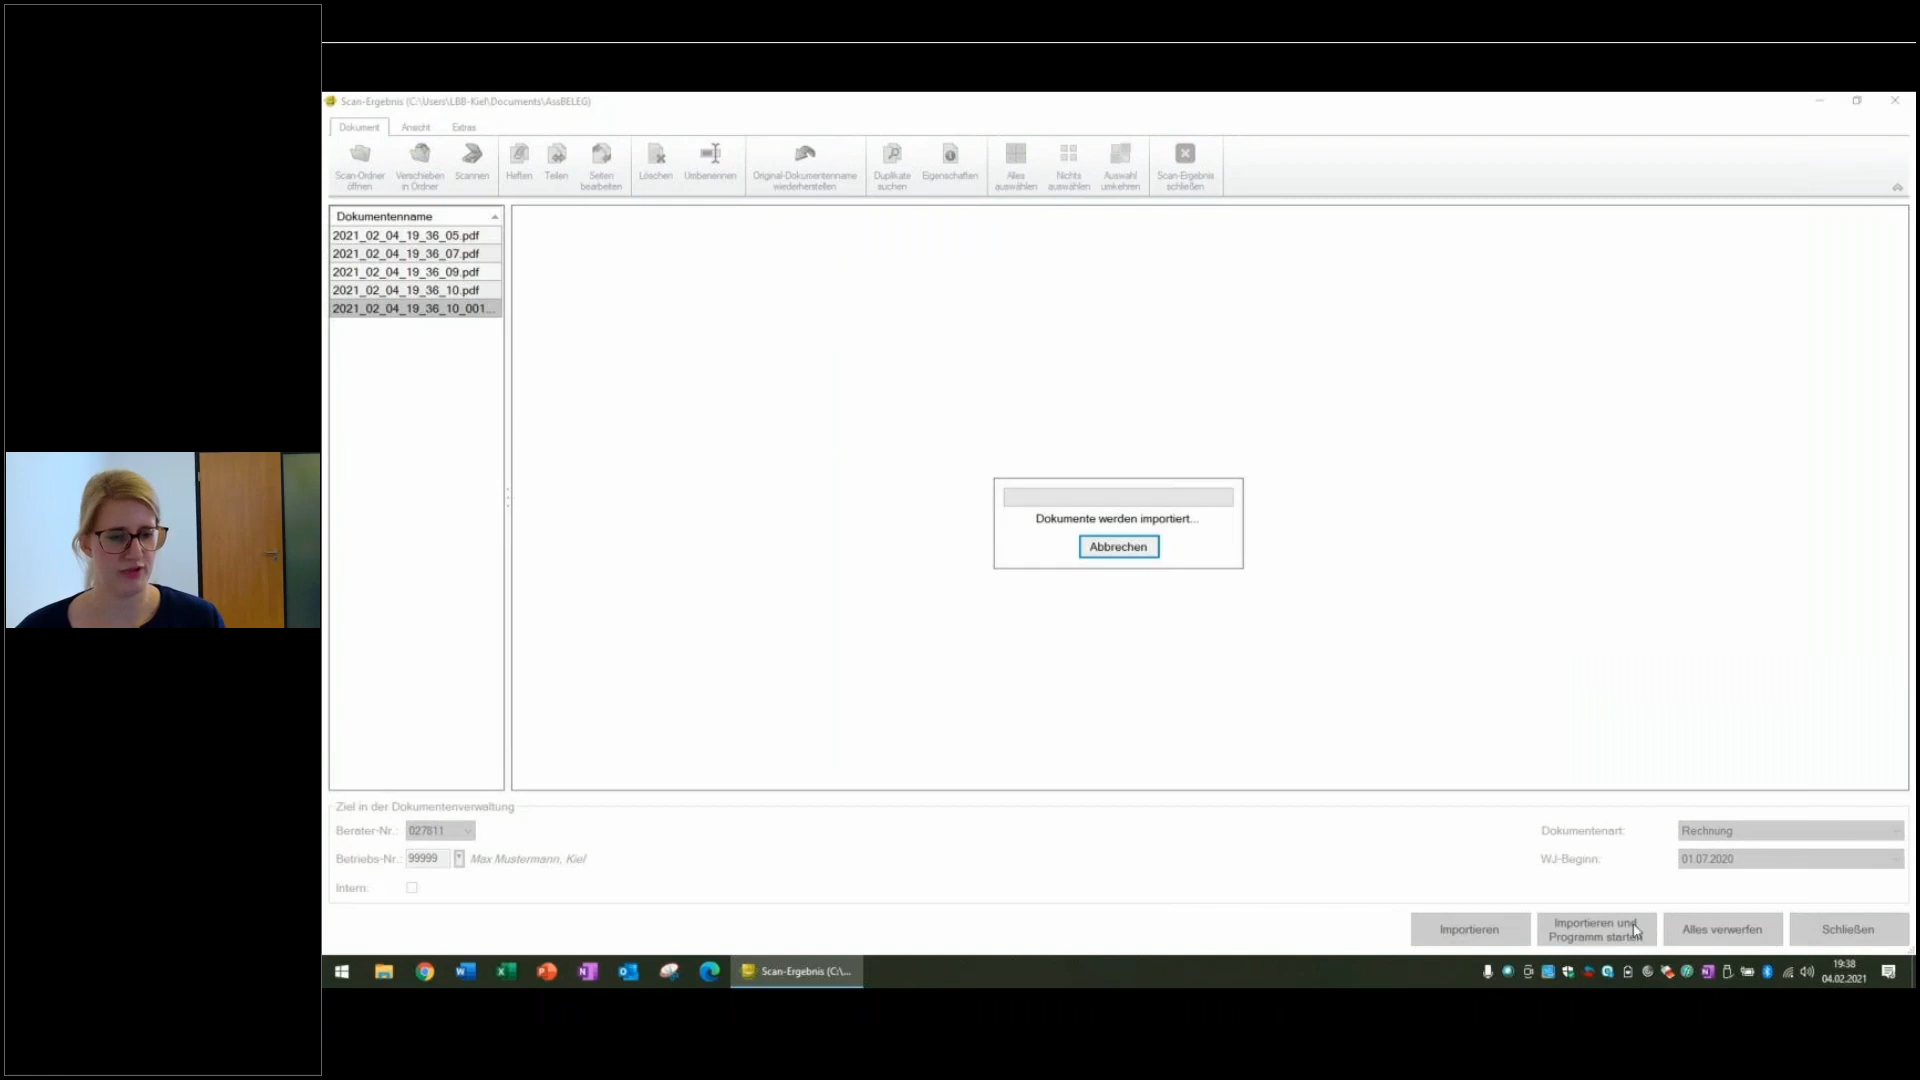 Scan-Ergebnis (C:\Users\LBB-Kiel\Documents\AssBELEG)
Dokument Ansicht Extras
Scan-Ordner öffnen
Verschieben in Ordner
Scannen
Heften
Teilen
Seiten bearbeiten
Löschen
Umbenennen
Original-Dokumentenname wiederherstellen
Duplikate suchen
Eigenschaften
Alles auswählen
Nichts auswählen
Auswahl umkehren
Scan-Ergebnis schließen
Dokumentenname
2021_02_04_19_36_05.pdf
2021_02_04_19_36_07.pdf
2021_02_04_19_36_09.pdf
2021_02_04_19_36_10.pdf
2021_02_04_19_36_10_001...
Dokumente werden importiert...
Abbrechen
Ziel in der Dokumentenverwaltung
Berater-Nr.: 027811
Betriebs-Nr.: 99999 Max Mustermann, Kiel
Intern:
Dokumentenart: Rechnung
WJ-Beginn: 01.07.2020
Importieren
Importieren und
Programm starten
Alles verwerfen
Schließen
Scan-Ergebnis (C:\...
19:38
04.02.2021